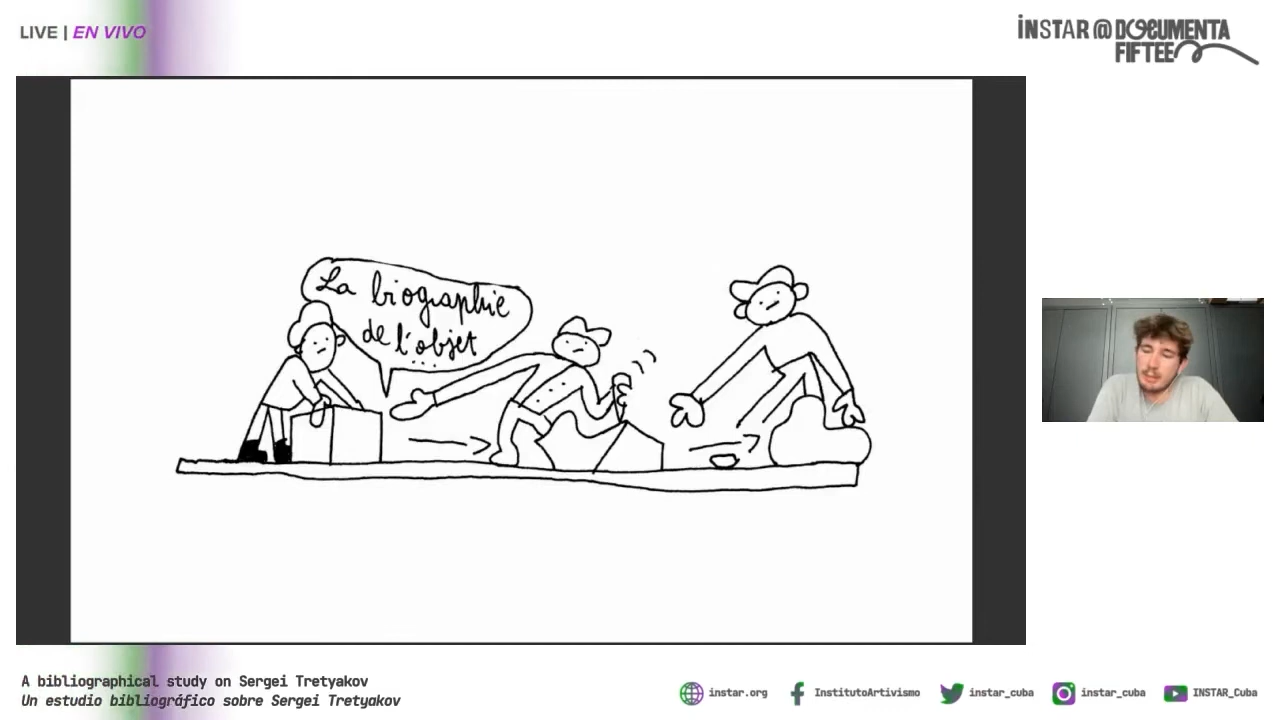 LIVE | EN VIVO
INSTAR @ DOCUMENTA
FIFTEE
La biographie
de l'objet
A bibliographical study on Sergei Tretyakov
Un estudio bibliográfico sobre Sergei Tretyakov
instar.org
InstitutoArtivismo
instar_cuba
instar_cuba
INSTAR_Cuba